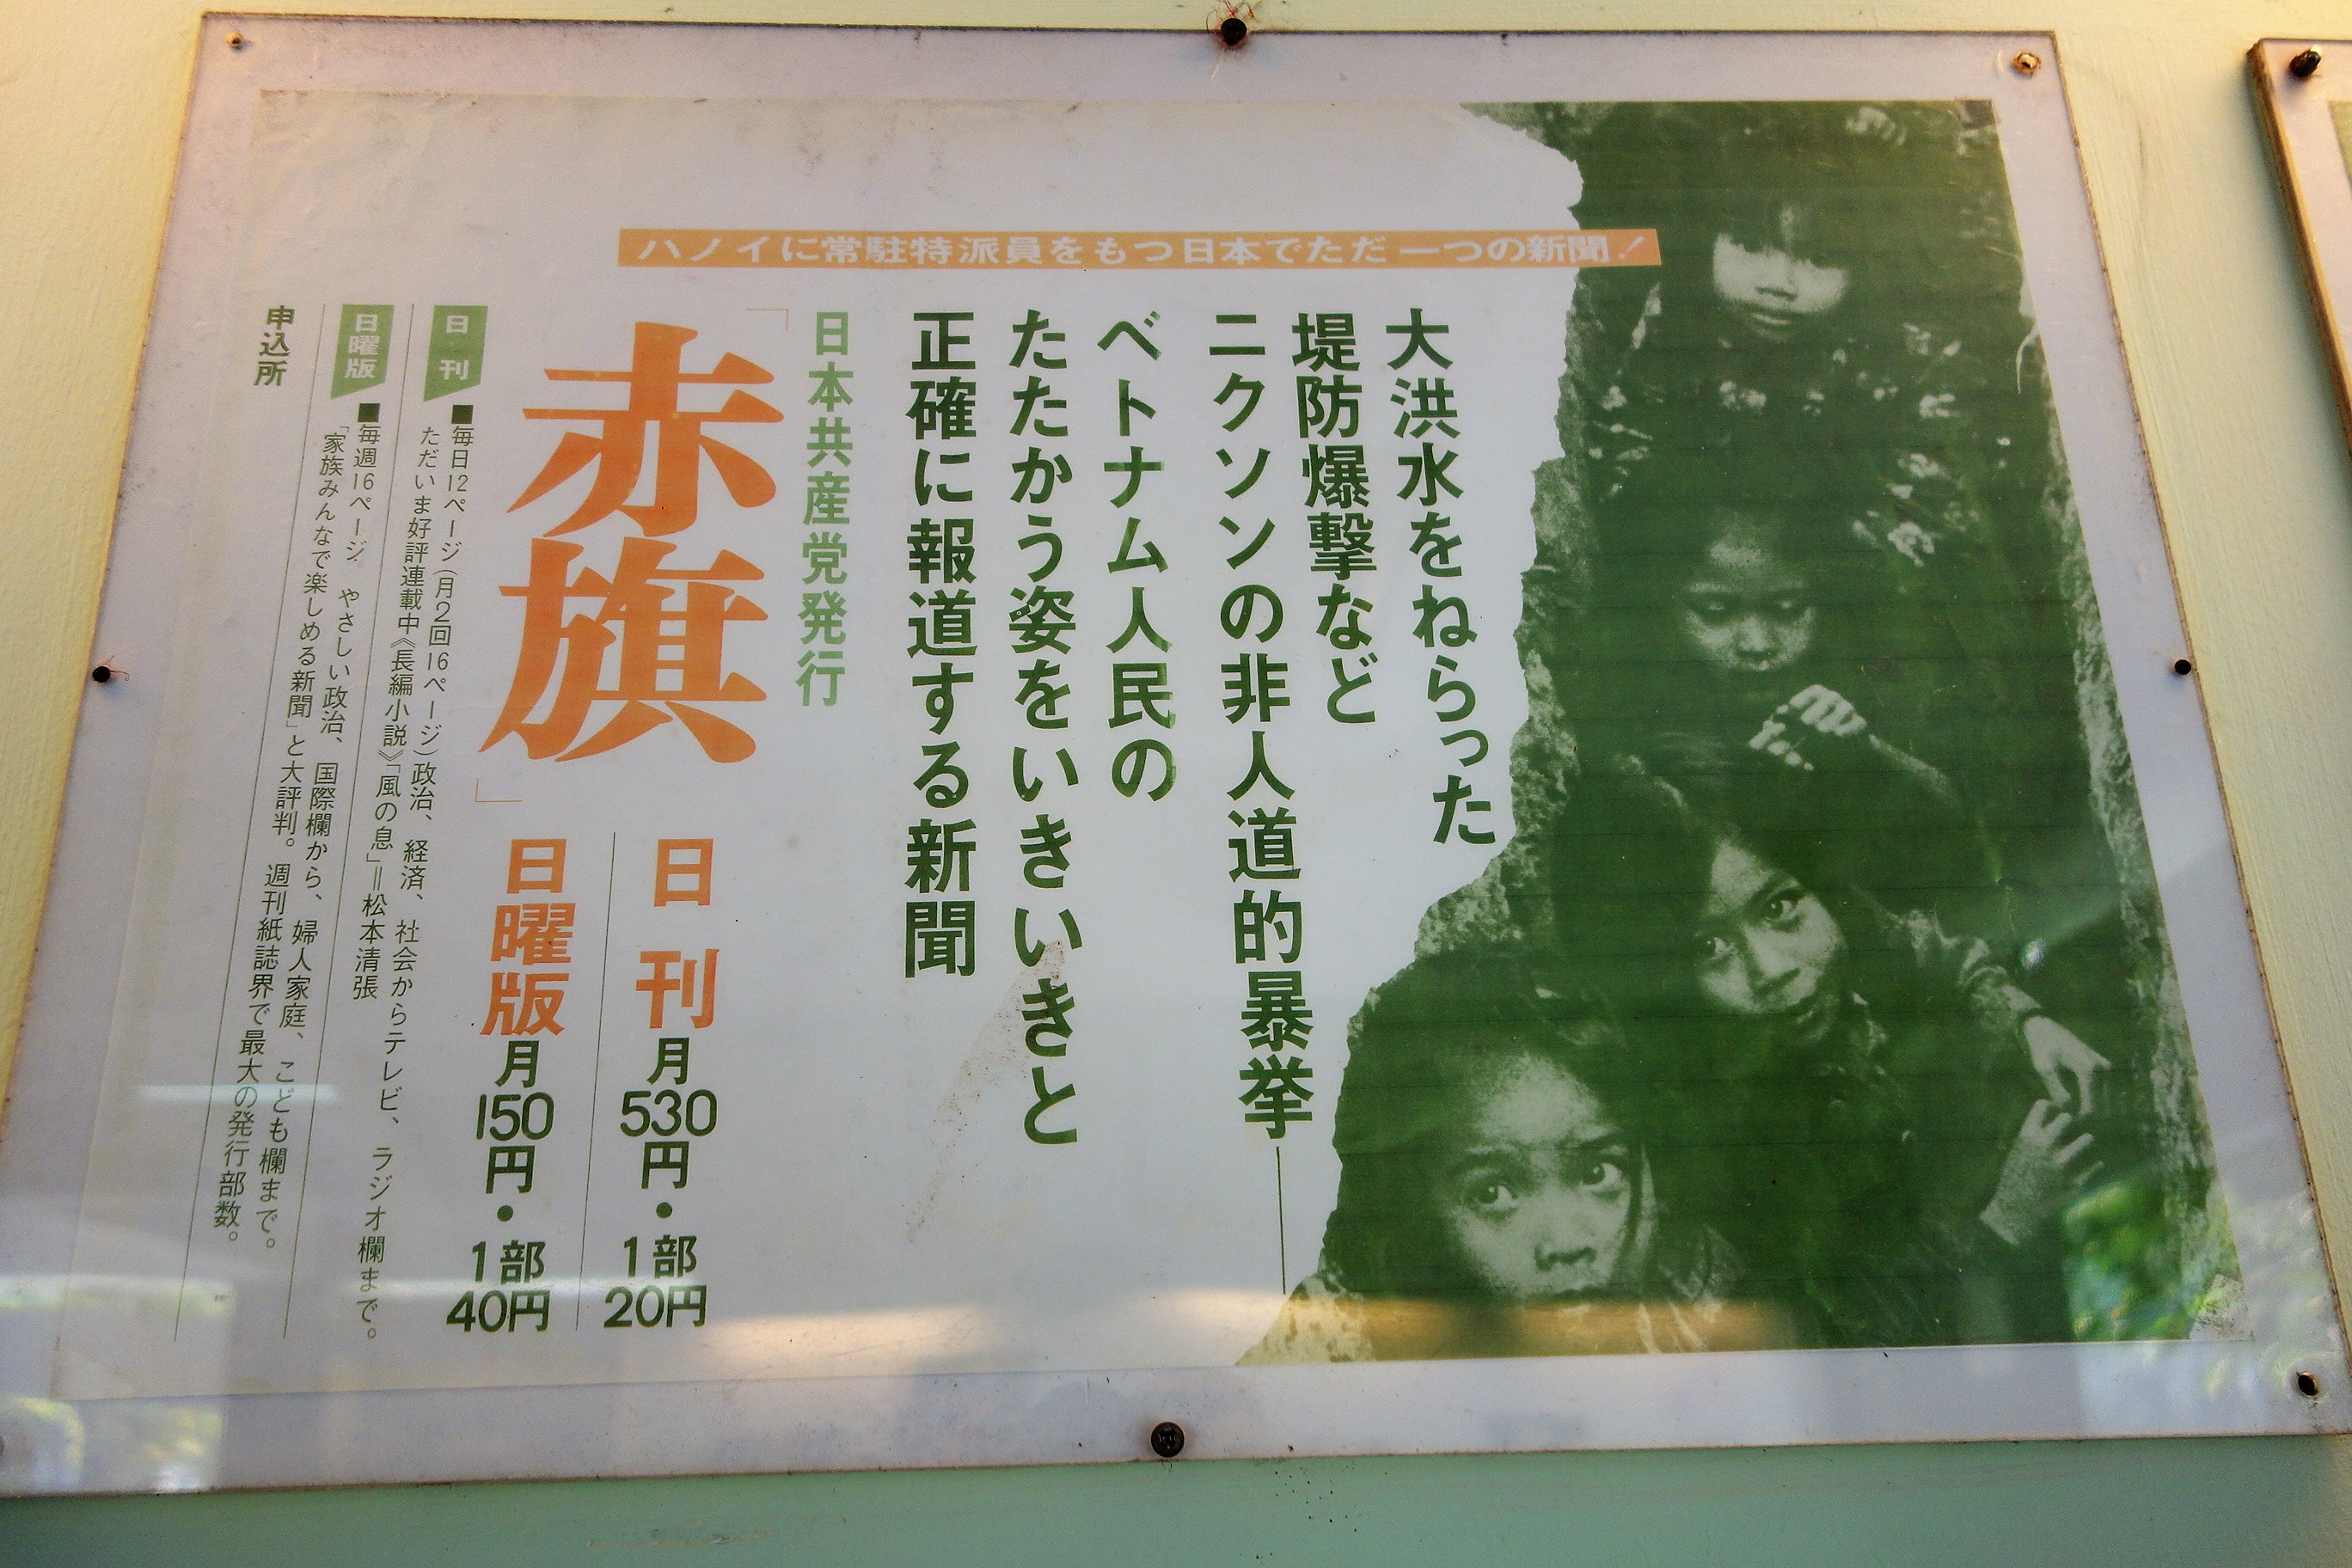 ハノイに常駐特派員をもつ日本でただ一つの新聞！
大洪水をねらった
堤防爆撃など
ニクソンの非人道的暴挙――
ベトナム人民の
たたかう姿をいきいきと
正確に報道する新聞
日本共産党発行
「赤旗」
日刊月530円・1部20円
日曜版月150円・1部40円
日刊
■毎日12ページ(月2回16ページ)政治、経済、社会からテレビ、ラジオ欄まで。
ただいま好評連載中《長編小説》「風の息」＝松本清張
日曜版
■毎週16ページ やさしい政治、国際欄から、婦人家庭、こども欄まで。
「家族みんなで楽しめる新聞」と大評判。週刊紙誌界で最大の発行部数。
申込所